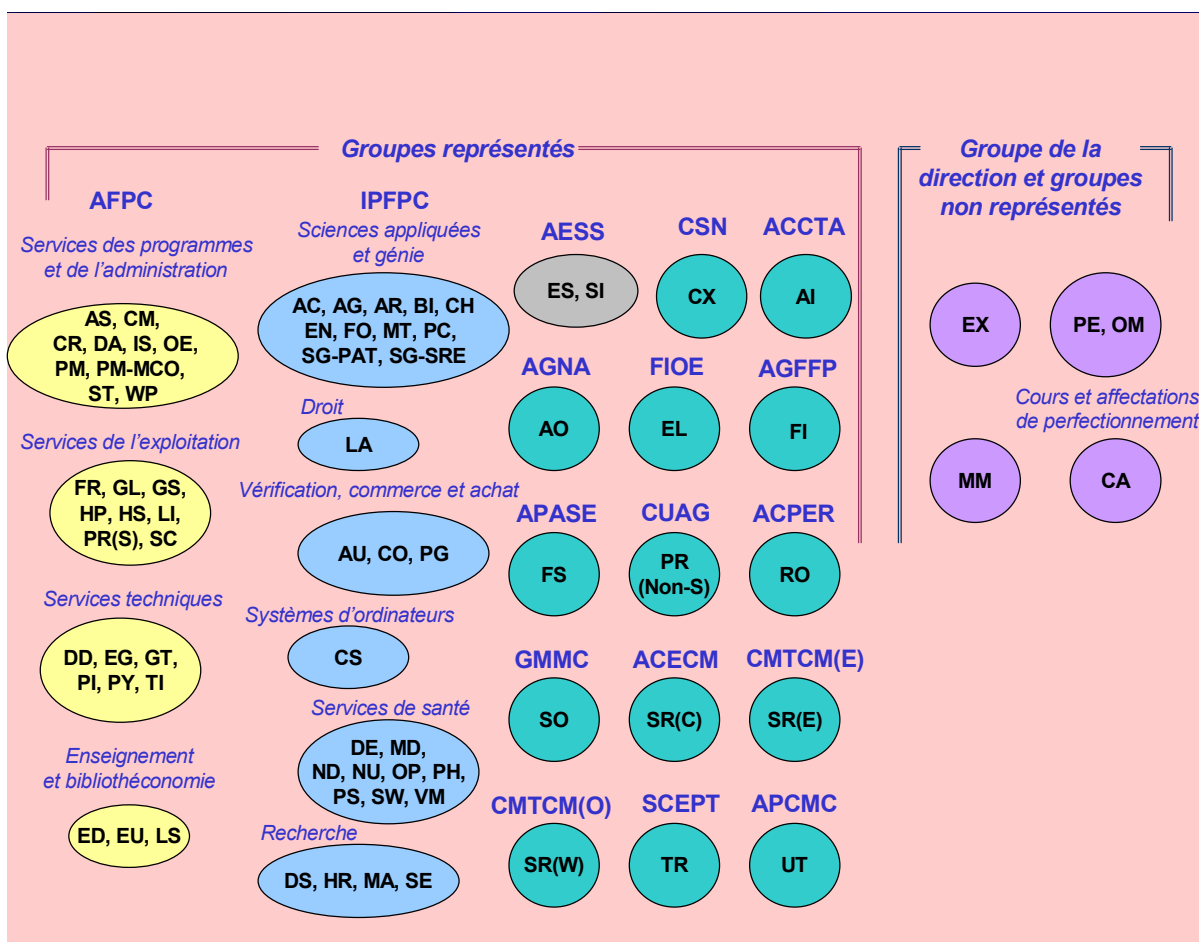 Groupes représentés
AFPC
Services des programmes
et de l'administration
AS, CM,
CR, DA, IS, OE,
PM, PM-MCO,
ST, WP
Services de l'exploitation
FR, GL, GS,
HP, HS, LI,
PR(S), SC
Services techniques
DD, EG, GT,
PI, PY, TI
Enseignement
et bibliothéconomie
ED, EU, LS
IPFPC
Sciences appliquées
et génie
AC, AG, AR, BI, CH
EN, FO, MT, PC,
SG-PAT, SG-SRE
Droit
LA
Vérification, commerce et achat
AU, CO, PG
Systèmes d'ordinateurs
CS
Services de santé
DE, MD,
ND, NU, OP, PH,
PS, SW, VM
Recherche
DS, HR, MA, SE
AESS
ES, SI
CSN
CX
ACCTA
AI
AGNA
AO
FIOE
EL
AGFFP
FI
APASE
FS
CUAG
PR
(Non-S)
ACPER
RO
GMMC
SO
ACECM
SR(C)
CMTCM(E)
SR(E)
CMTCM(O)
SR(W)
SCEPT
TR
APCMC
UT
Groupe de la
direction et groupes
non représentés
EX
PE, OM
Cours et affectations
de perfectionnement
MM
CA